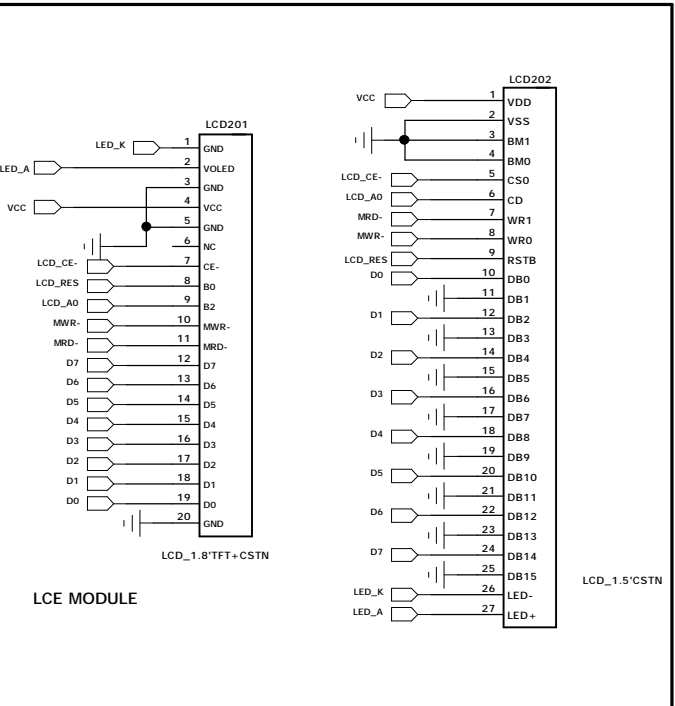 LCD201
LED_K 1 GND
LED_A 2 VOLED
3 GND
VCC 4 VCC
5 GND
6 NC
LCD_CE- 7 CE-
LCD_RES 8 B0
LCD_A0 9 B2
MWR- 10 MWR-
MRD- 11 MRD-
D7 12 D7
D6 13 D6
D5 14 D5
D4 15 D4
D3 16 D3
D2 17 D2
D1 18 D1
D0 19 D0
20 GND
LCD_1.8'TFT+CSTN
LCE MODULE
LCD202
VCC 1 VDD
2 VSS
3 BM1
4 BM0
LCD_CE- 5 CS0
LCD_A0 6 CD
MRD- 7 WR1
MWR- 8 WR0
LCD_RES 9 RSTB
D0 10 DB0
11 DB1
D1 12 DB2
13 DB3
D2 14 DB4
15 DB5
D3 16 DB6
17 DB7
D4 18 DB8
19 DB9
D5 20 DB10
21 DB11
D6 22 DB12
23 DB13
D7 24 DB14
25 DB15
LED_K 26 LED-
LED_A 27 LED+
LCD_1.5'CSTN